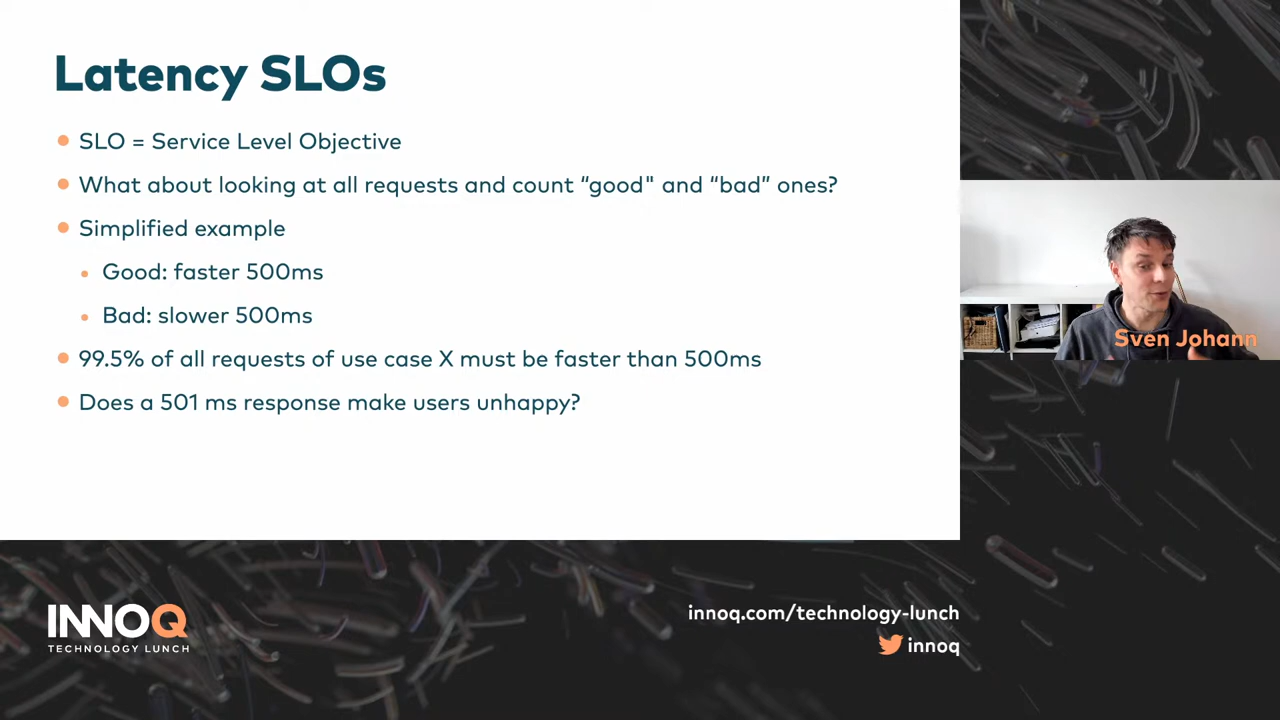 Latency SLOs
SLO = Service Level Objective
What about looking at all requests and count “good" and “bad” ones?
Simplified example
Good: faster 500ms
Bad: slower 500ms
99.5% of all requests of use case X must be faster than 500ms
Does a 501 ms response make users unhappy?
Sven Johann
INNOQ
TECHNOLOGY LUNCH
innoq.com/technology-lunch
innoq